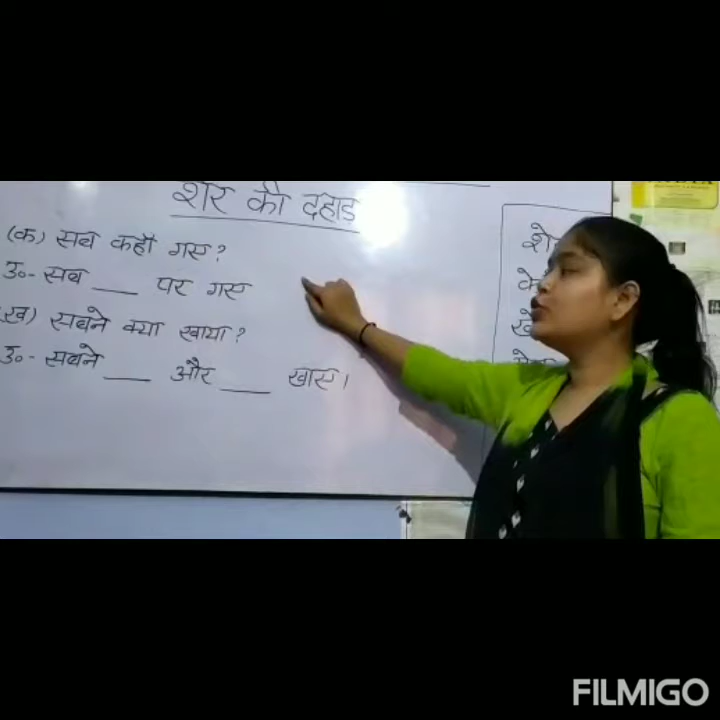 शेर की दहाड़
(क) सब कहाँ गए?
उ०- सब ___ पर गए
(ख) सबने क्या खाया?
उ०- सबने ___ और ___ खाए।
FILMIGO